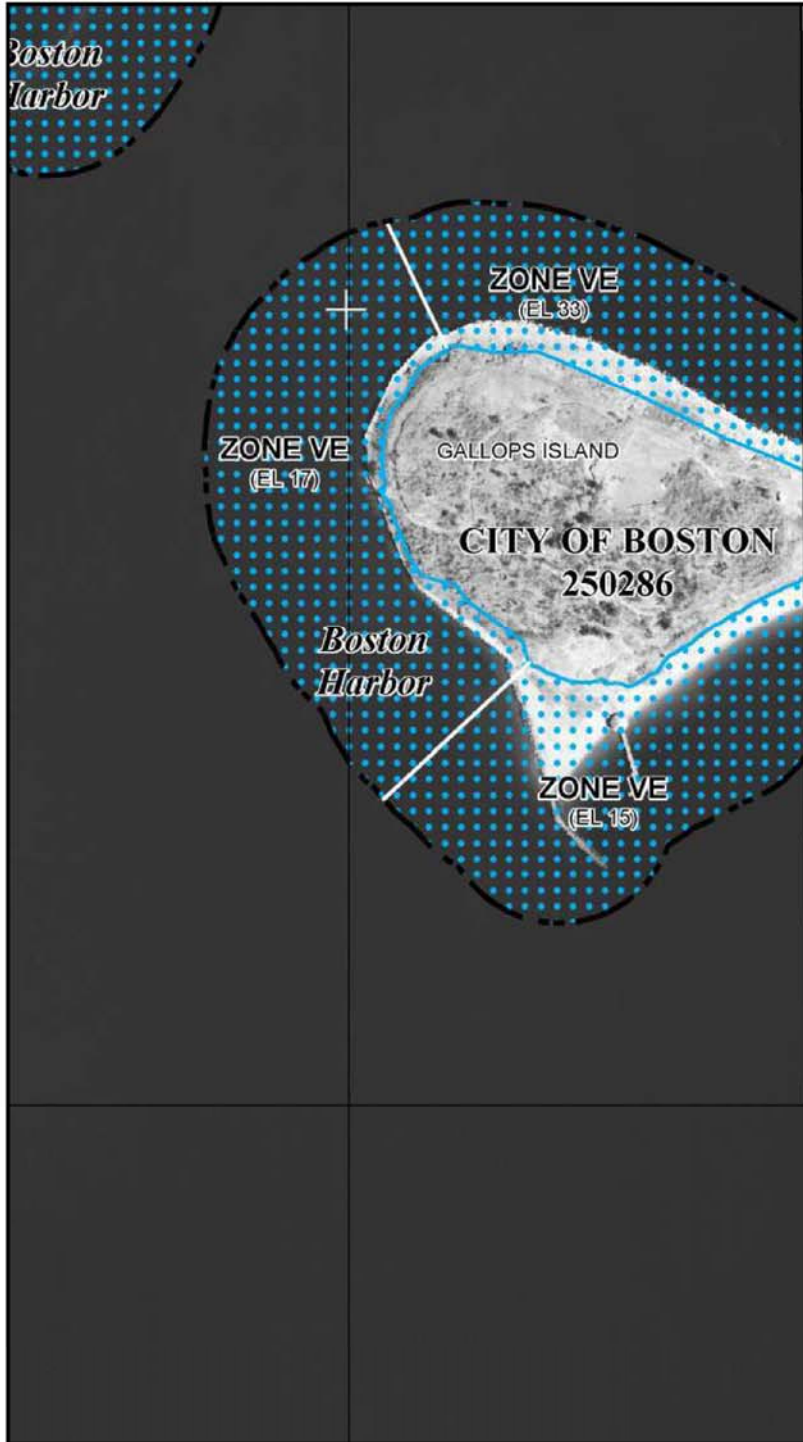 Boston
Harbor
ZONE VE
(EL 33)
ZONE VE
(EL 17)
GALLOPS ISLAND
CITY OF BOSTON
250286
Boston
Harbor
ZONE VE
(EL 15)